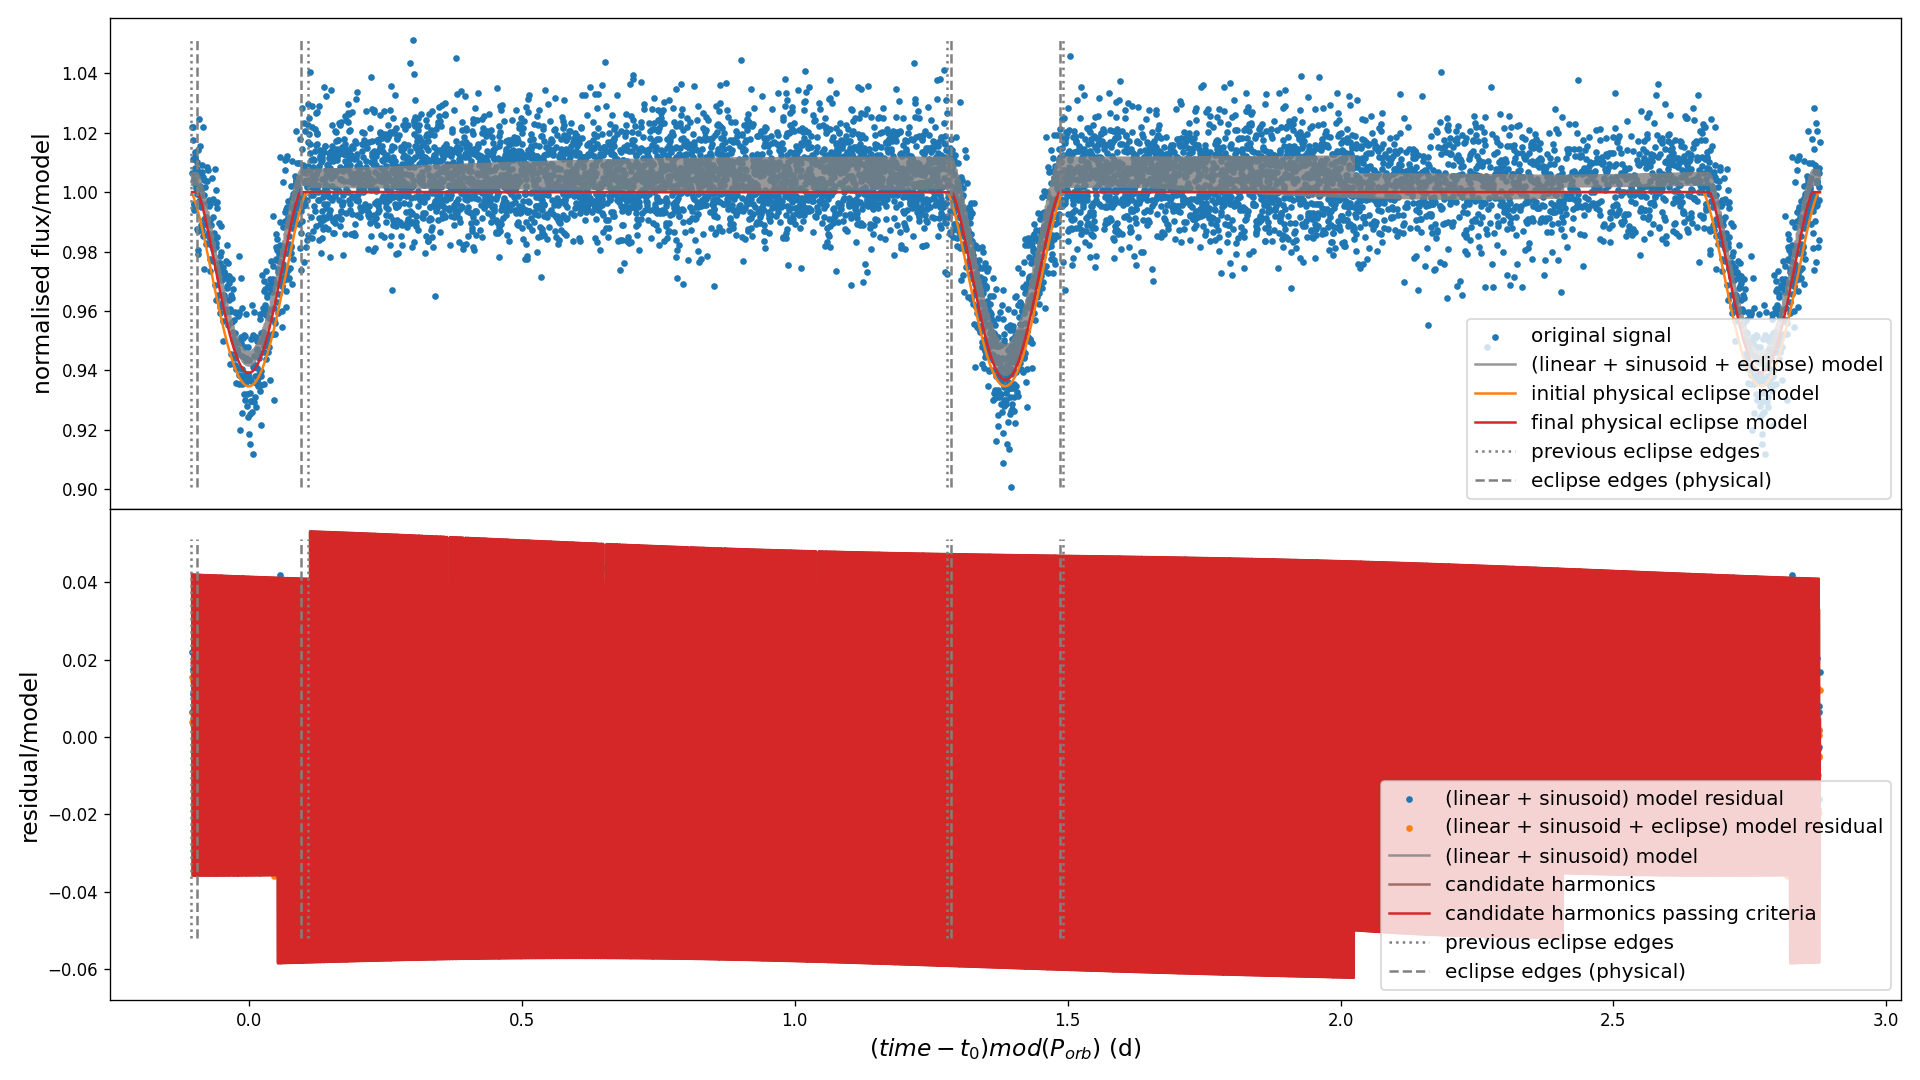 1.04
1.02
1.00
0.98
0.96
0.94
0.92
0.90
normalised flux/model
original signal
(linear + sinusoid + eclipse) model
initial physical eclipse model
final physical eclipse model
previous eclipse edges
eclipse edges (physical)
0.04
0.02
0.00
−0.02
−0.04
−0.06
residual/model
(linear + sinusoid) model residual
(linear + sinusoid + eclipse) model residual
(linear + sinusoid) model
candidate harmonics
candidate harmonics passing criteria
previous eclipse edges
eclipse edges (physical)
0.0 0.5 1.0 1.5 2.0 2.5 3.0
(time − t₀)mod(P_orb) (d)